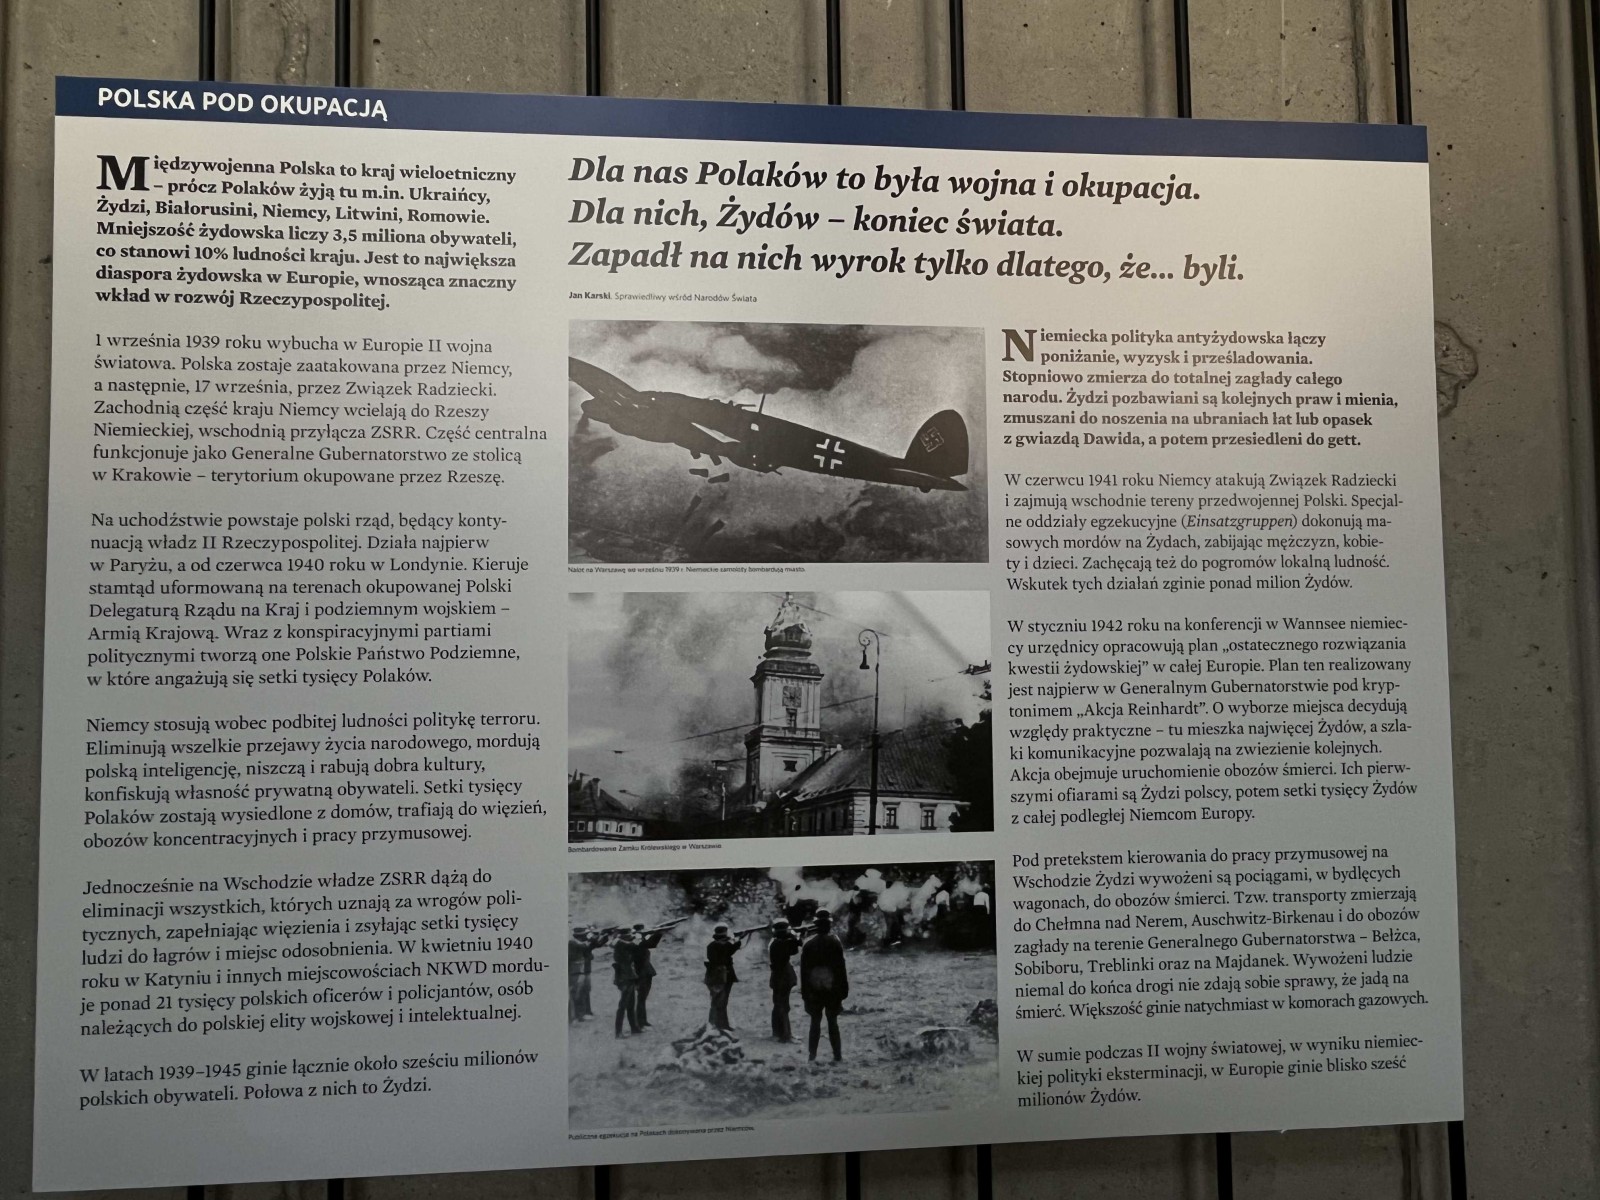 POLSKA POD OKUPACJĄ
Międzywojenna Polska to kraj wieloetniczny
– prócz Polaków żyją tu m.in. Ukraińcy,
Żydzi, Białorusini, Niemcy, Litwini, Romowie.
Mniejszość żydowska liczy 3,5 miliona obywateli,
co stanowi 10% ludności kraju. Jest to największa
diaspora żydowska w Europie, wnosząca znaczny
wkład w rozwój Rzeczypospolitej.
1 września 1939 roku wybucha w Europie II wojna
światowa. Polska zostaje zaatakowana przez Niemcy,
a następnie, 17 września, przez Związek Radziecki.
Zachodnią część kraju Niemcy wcielają do Rzeszy
Niemieckiej, wschodnią przyłącza ZSRR. Część centralna
funkcjonuje jako Generalne Gubernatorstwo ze stolicą
w Krakowie – terytorium okupowane przez Rzeszę.
Na uchodźstwie powstaje polski rząd, będący konty-
nuacją władz II Rzeczypospolitej. Działa najpierw
w Paryżu, a od czerwca 1940 roku w Londynie. Kieruje
stamtąd uformowaną na terenach okupowanej Polski
Delegaturą Rządu na Kraj i podziemnym wojskiem –
Armią Krajową. Wraz z konspiracyjnymi partiami
politycznymi tworzą one Polskie Państwo Podziemne,
w które angażują się setki tysięcy Polaków.
Niemcy stosują wobec podbitej ludności politykę terroru.
Eliminują wszelkie przejawy życia narodowego, mordują
polską inteligencję, niszczą i rabują dobra kultury,
konfiskują własność prywatną obywateli. Setki tysięcy
Polaków zostają wysiedlone z domów, trafiają do więzień,
obozów koncentracyjnych i pracy przymusowej.
Jednocześnie na Wschodzie władze ZSRR dążą do
eliminacji wszystkich, których uznają za wrogów poli-
tycznych, zapełniając więzienia i zsyłając setki tysięcy
ludzi do łagrów i miejsc odosobnienia. W kwietniu 1940
roku w Katyniu i innych miejscowościach NKWD mordu-
je ponad 21 tysięcy polskich oficerów i policjantów, osób
należących do polskiej elity wojskowej i intelektualnej.
W latach 1939–1945 ginie łącznie około sześciu milionów
polskich obywateli. Połowa z nich to Żydzi.
Dla nas Polaków to była wojna i okupacja.
Dla nich, Żydów – koniec świata.
Zapadł na nich wyrok tylko dlatego, że... byli.
Jan Karski, Sprawiedliwy wśród Narodów Świata
Nalot na Warszawę we wrześniu 1939 r. Niemieckie samoloty bombardują miasto.
Bombardowanie Zamku Królewskiego w Warszawie
Publiczna egzekucja na Polakach dokonywana przez Niemców.
Niemiecka polityka antyżydowska łączy
poniżanie, wyzysk i prześladowania.
Stopniowo zmierza do totalnej zagłady całego
narodu. Żydzi pozbawiani są kolejnych praw i mienia,
zmuszani do noszenia na ubraniach łat lub opasek
z gwiazdą Dawida, a potem przesiedleni do gett.
W czerwcu 1941 roku Niemcy atakują Związek Radziecki
i zajmują wschodnie tereny przedwojennej Polski. Specjal-
ne oddziały egzekucyjne (Einsatzgruppen) dokonują ma-
sowych mordów na Żydach, zabijając mężczyzn, kobie-
ty i dzieci. Zachęcają też do pogromów lokalną ludność.
Wskutek tych działań zginie ponad milion Żydów.
W styczniu 1942 roku na konferencji w Wannsee niemiec-
cy urzędnicy opracowują plan „ostatecznego rozwiązania
kwestii żydowskiej” w całej Europie. Plan ten realizowany
jest najpierw w Generalnym Gubernatorstwie pod kryp-
tonimem „Akcja Reinhardt”. O wyborze miejsca decydują
względy praktyczne – tu mieszka najwięcej Żydów, a szla-
ki komunikacyjne pozwalają na zwiezienie kolejnych.
Akcja obejmuje uruchomienie obozów śmierci. Ich pierw-
szymi ofiarami są Żydzi polscy, potem setki tysięcy Żydów
z całej podległej Niemcom Europy.
Pod pretekstem kierowania do pracy przymusowej na
Wschodzie Żydzi wywożeni są pociągami, w bydlęcych
wagonach, do obozów śmierci. Tzw. transporty zmierzają
do Chełmna nad Nerem, Auschwitz-Birkenau i do obozów
zagłady na terenie Generalnego Gubernatorstwa – Bełżca,
Sobiboru, Treblinki oraz na Majdanek. Wywożeni ludzie
niemal do końca drogi nie zdają sobie sprawy, że jadą na
śmierć. Większość ginie natychmiast w komorach gazowych.
W sumie podczas II wojny światowej, w wyniku niemiec-
kiej polityki eksterminacji, w Europie ginie blisko sześć
milionów Żydów.